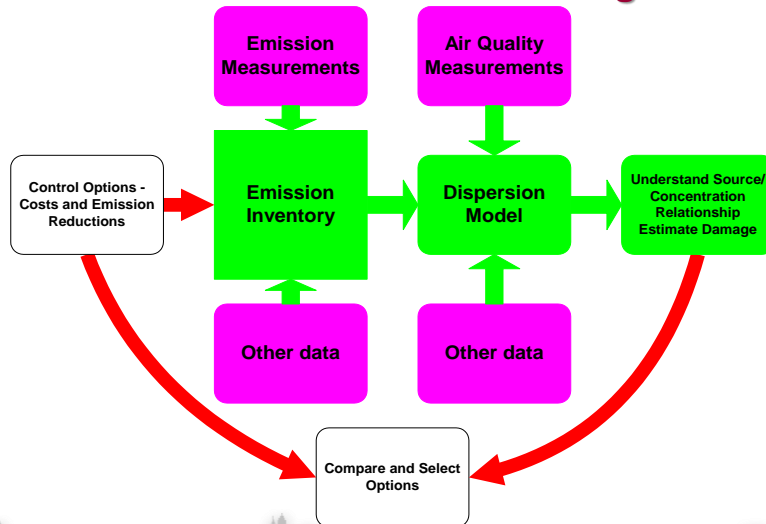 Emission
Measurements
Air Quality
Measurements
Control Options -
Costs and Emission
Reductions
Emission
Inventory
Dispersion
Model
Understand Source/
Concentration
Relationship
Estimate Damage
Other data
Other data
Compare and Select
Options